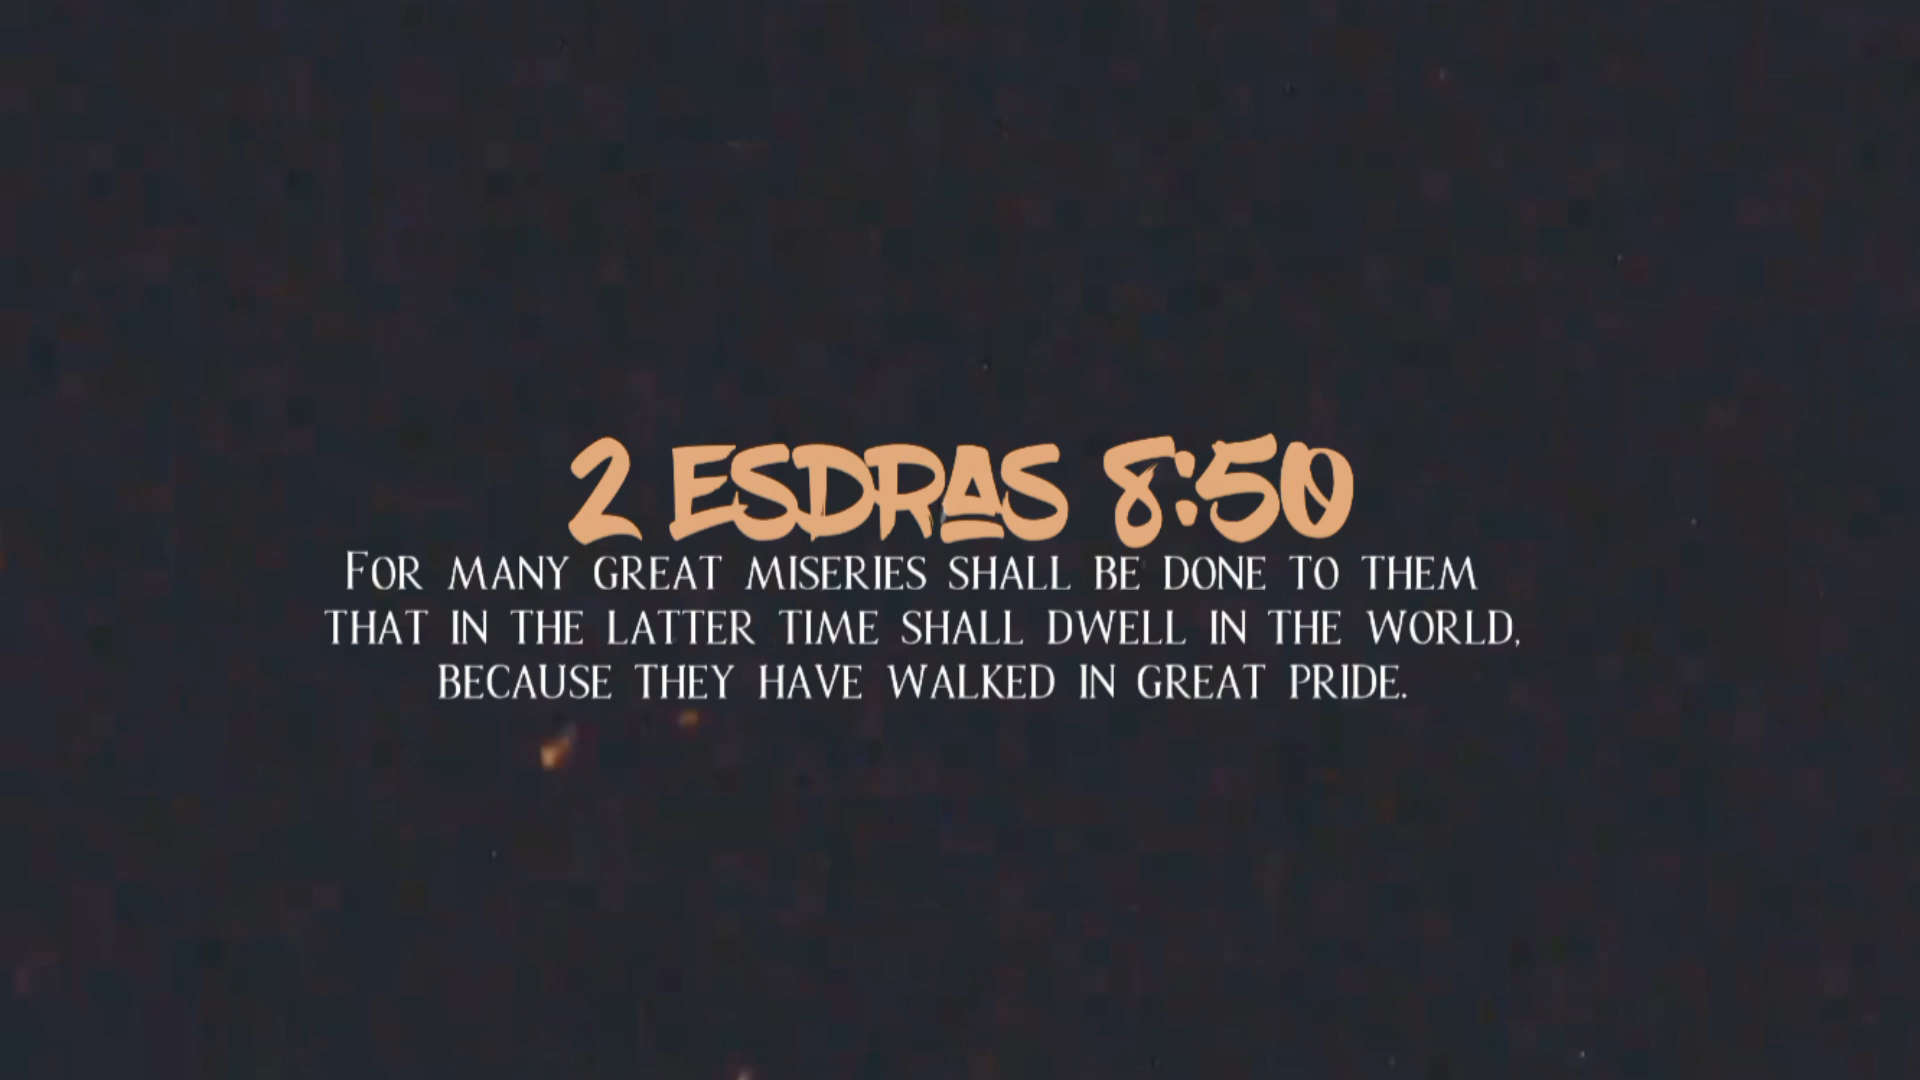 2 ESDRAS 8:50
FOR MANY GREAT MISERIES SHALL BE DONE TO THEM
THAT IN THE LATTER TIME SHALL DWELL IN THE WORLD,
BECAUSE THEY HAVE WALKED IN GREAT PRIDE.